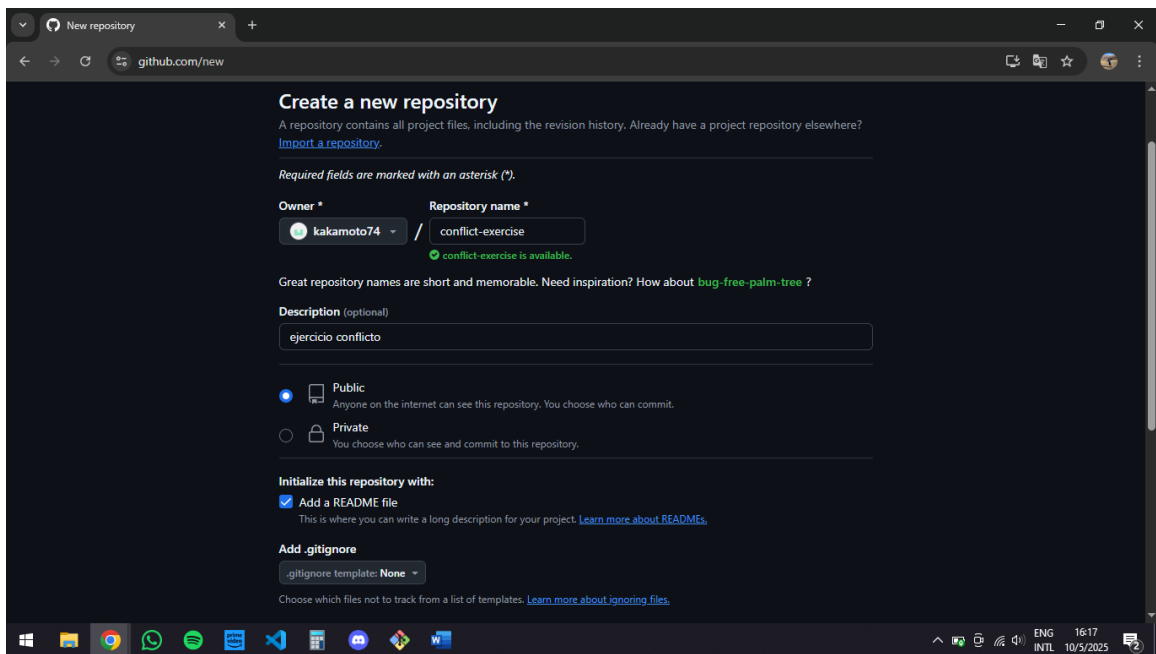 New repository
github.com/new
Create a new repository
A repository contains all project files, including the revision history. Already have a project repository elsewhere?
Import a repository.
Required fields are marked with an asterisk (*).
Owner *
Repository name *
kakamoto74
/
conflict-exercise
conflict-exercise is available.
Great repository names are short and memorable. Need inspiration? How about bug-free-palm-tree ?
Description (optional)
ejercicio conflicto
Public
Anyone on the internet can see this repository. You choose who can commit.
Private
You choose who can see and commit to this repository.
Initialize this repository with:
Add a README file
This is where you can write a long description for your project. Learn more about READMEs.
Add .gitignore
.gitignore template: None
Choose which files not to track from a list of templates. Learn more about ignoring files.
prime video
W
ENG
16:17
INTL
10/5/2025
2